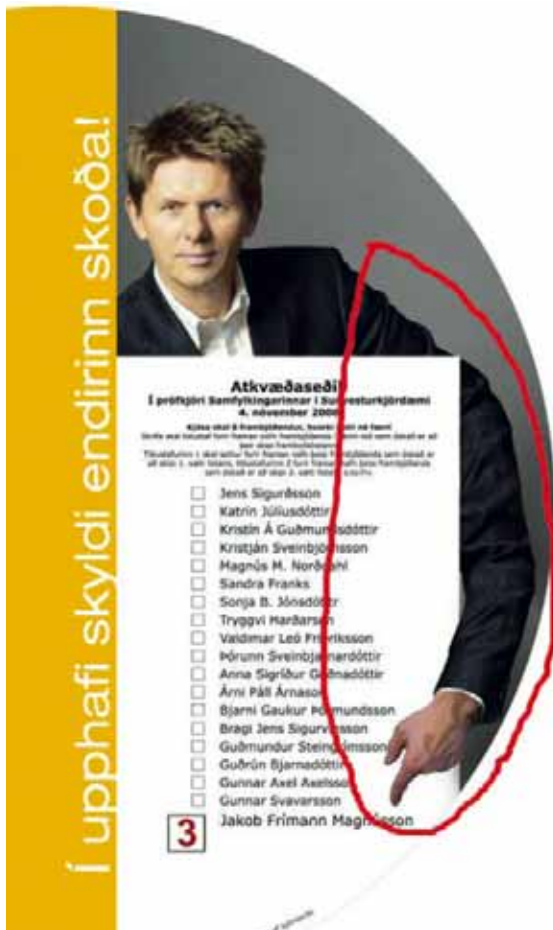 Í upphafi skyldi endirinn skoða!
Atkvæðaseðill
Í prófkjöri Samfylkingarinnar í Suðvesturkjördæmi
4. nóvember 2006
Jens Sigurðsson
Katrín Júlíusdóttir
Kristín Á Guðmundsdóttir
Kristján Sveinbjörnsson
Magnús M. Norðdahl
Sandra Franks
Sonja B. Jónsdóttir
Tryggvi Harðarson
Valdimar Leó Friðriksson
Þórunn Sveinbjarnardóttir
Anna Sigríður Guðnadóttir
Árni Páll Árnason
Bjarni Gaukur Þórmundsson
Bragi Jens Sigurvinsson
Guðmundur Steingrímsson
Guðrún Bjarnadóttir
Gunnar Axel Axelsson
Gunnar Svavarsson
3 Jakob Frímann Magnússon